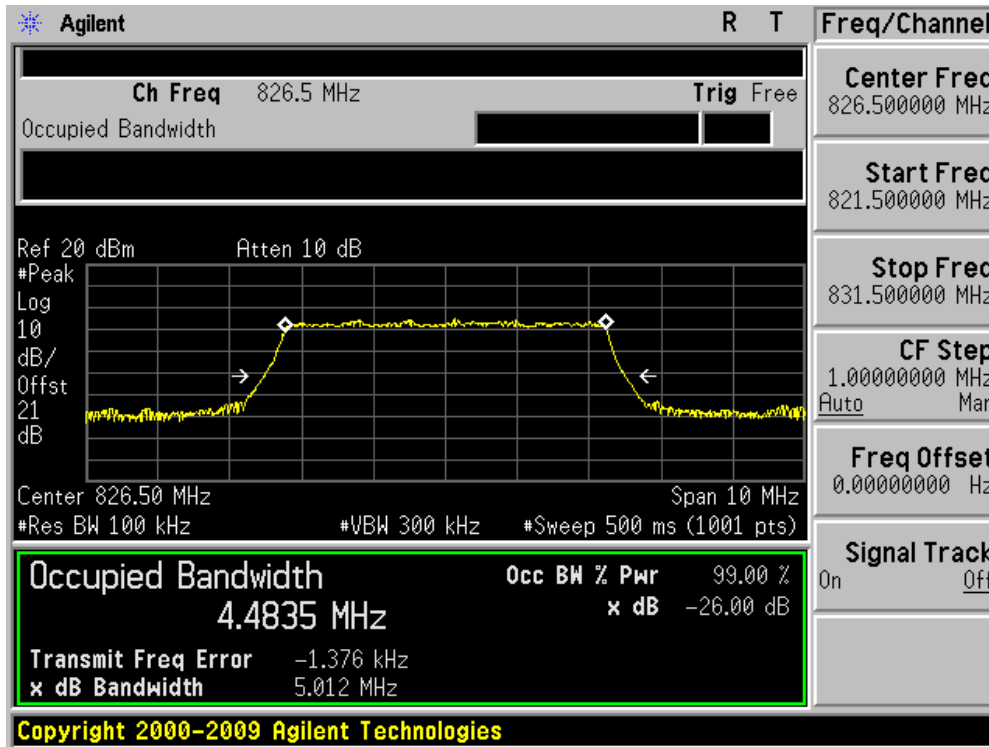 Agilent R T
Ch Freq 826.5 MHz Trig Free
Occupied Bandwidth
Ref 20 dBm Atten 10 dB
#Peak
Log
10
dB/
Offst
21
dB
Center 826.50 MHz Span 10 MHz
#Res BW 100 kHz #VBW 300 kHz #Sweep 500 ms (1001 pts)
Occupied Bandwidth
4.4835 MHz
Occ BW % Pwr 99.00 %
x dB -26.00 dB
Transmit Freq Error -1.376 kHz
x dB Bandwidth 5.012 MHz
Copyright 2000-2009 Agilent Technologies
Freq/Channel
Center Freq
826.500000 MHz
Start Freq
821.500000 MHz
Stop Freq
831.500000 MHz
CF Step
1.00000000 MHz
Auto Man
Freq Offset
0.00000000 Hz
Signal Track
On Off